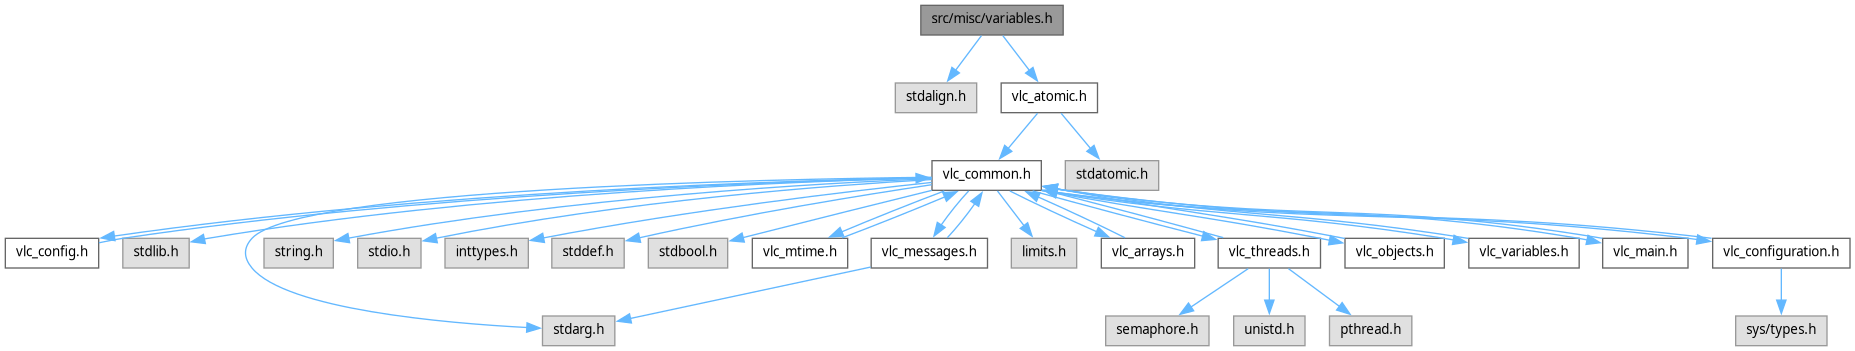 src/misc/variables.h
stdalign.h
vlc_atomic.h
vlc_common.h
stdatomic.h
vlc_config.h
stdlib.h
string.h
stdio.h
inttypes.h
stddef.h
stdbool.h
vlc_mtime.h
vlc_messages.h
limits.h
vlc_arrays.h
vlc_threads.h
vlc_objects.h
vlc_variables.h
vlc_main.h
vlc_configuration.h
stdarg.h
semaphore.h
unistd.h
pthread.h
sys/types.h